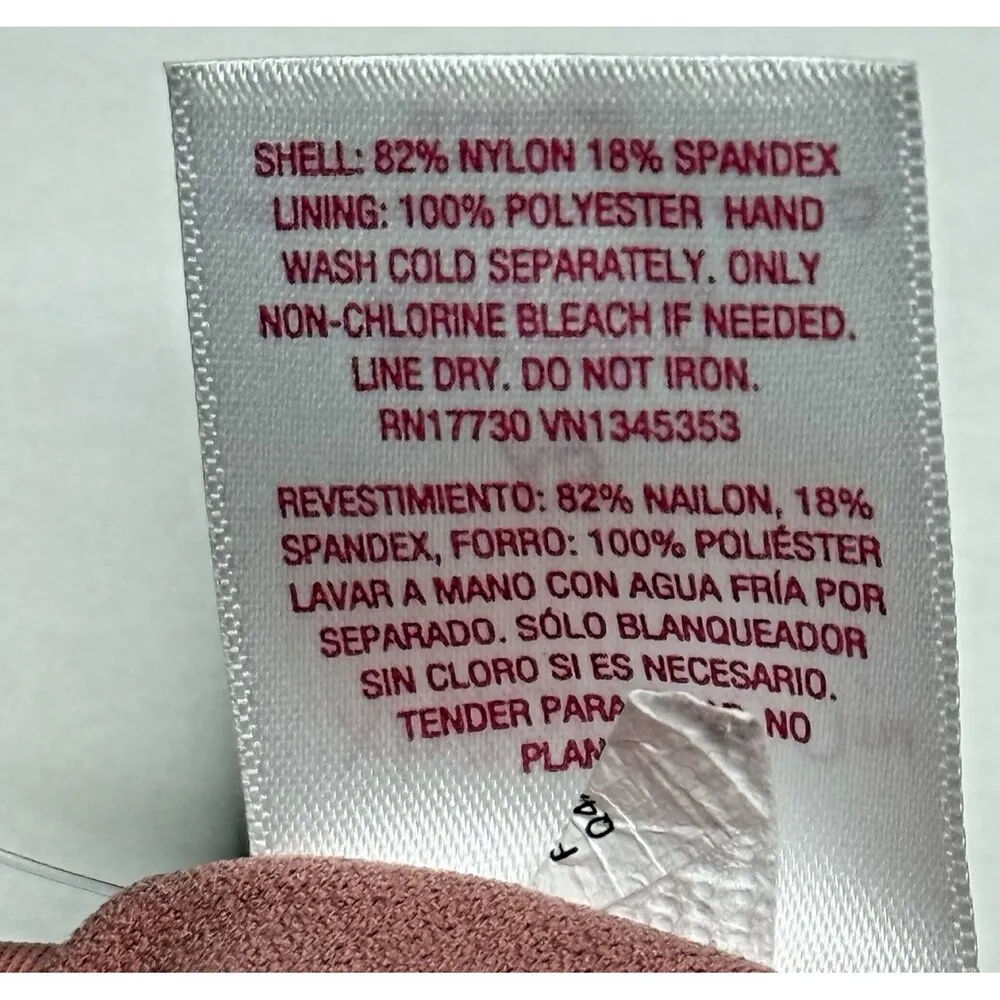 SHELL: 82% NYLON 18% SPANDEX
LINING: 100% POLYESTER HAND
WASH COLD SEPARATELY. ONLY
NON-CHLORINE BLEACH IF NEEDED.
LINE DRY. DO NOT IRON.
RN17730 VN1345353
REVESTIMIENTO: 82% NAILON, 18%
SPANDEX, FORRO: 100% POLIÉSTER
LAVAR A MANO CON AGUA FRÍA POR
SEPARADO. SÓLO BLANQUEADOR
SIN CLORO SI ES NECESARIO.
TENDER PARA NO